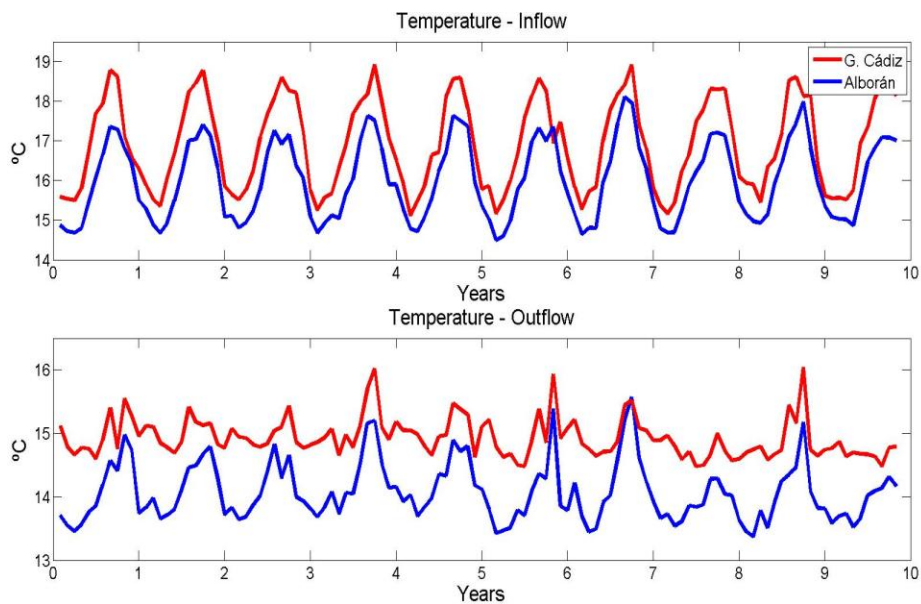 Temperature - Inflow
19
18
17
16
15
14
ºC
G. Cádiz
Alborán
0 1 2 3 4 5 6 7 8 9 10
Years
Temperature - Outflow
16
15
14
13
ºC
0 1 2 3 4 5 6 7 8 9 10
Years